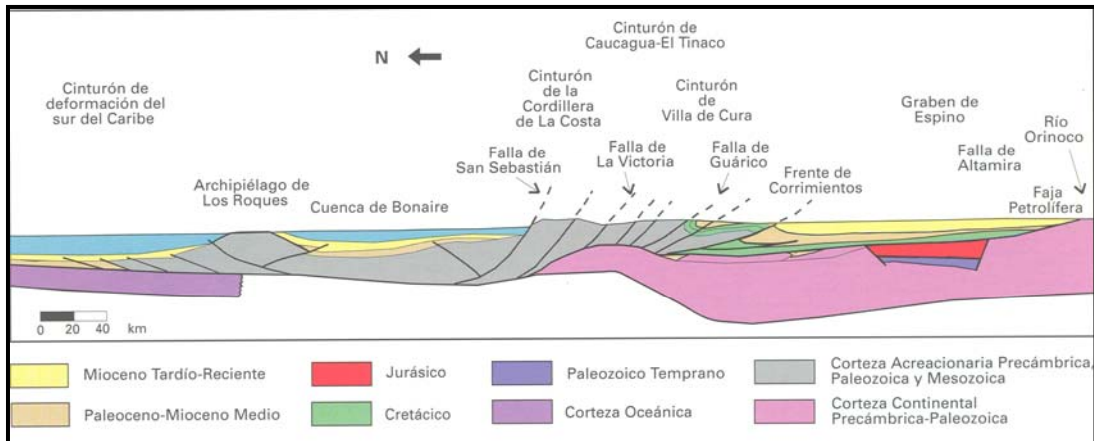 Cinturón de
Caucagua-El Tinaco
N
Cinturón de
deformación del
sur del Caribe
Cinturón
de la
Cordillera
de La Costa
Cinturón
de
Villa de Cura
Graben de
Espino
Río
Orinoco
Falla de
San Sebastián
Falla de
La Victoria
Falla de
Guárico
Falla de
Altamira
Archipiélago de
Los Roques
Cuenca de Bonaire
Frente de
Corrimientos
Faja
Petrolífera
0 20 40 km
Mioceno Tardío-Reciente
Jurásico
Paleozoico Temprano
Corteza Acreacionaria Precámbrica,
Paleozoica y Mesozoica
Paleoceno-Mioceno Medio
Cretácico
Corteza Oceánica
Corteza Continental
Precámbrica-Paleozoica